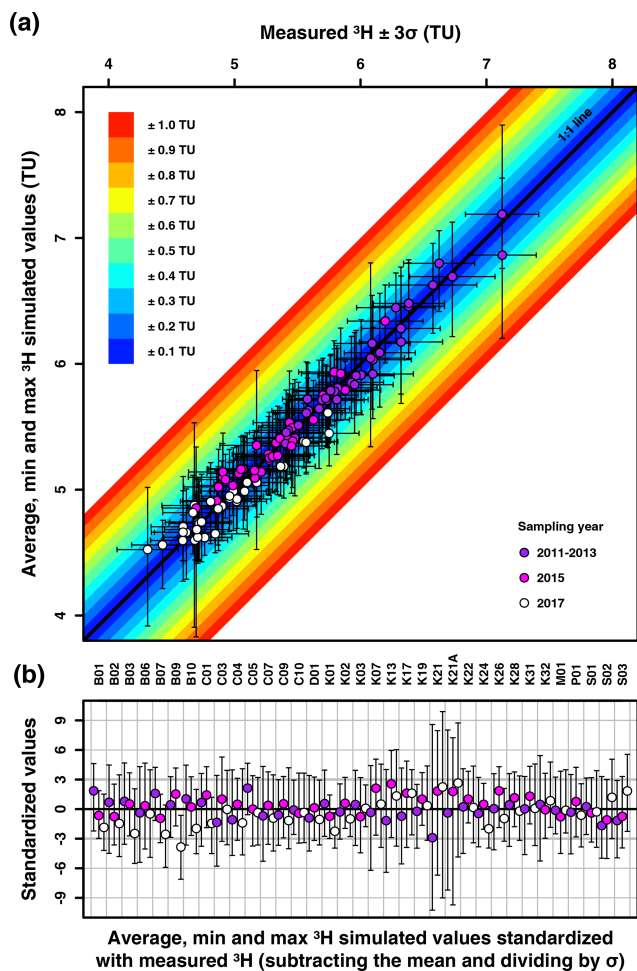 (a)
Measured ³H ± 3σ (TU)
4 5 6 7 8
Average, min and max ³H simulated values (TU)
8
7
6
5
4
± 1.0 TU
± 0.9 TU
± 0.8 TU
± 0.7 TU
± 0.6 TU
± 0.5 TU
± 0.4 TU
± 0.3 TU
± 0.2 TU
± 0.1 TU
1:1 line
Sampling year
2011-2013
2015
2017
(b)
B01 B02 B03 B06 B07 B09 B10 C01 C03 C04 C05 C07 C09 C10 D01 K01 K02 K03 K07 K13 K17 K19 K21 K21A K22 K24 K26 K28 K31 K32 M01 P01 S01 S02 S03
Standardized values
9
6
3
0
-3
-6
-9
Average, min and max ³H simulated values standardized
with measured ³H (subtracting the mean and dividing by σ)